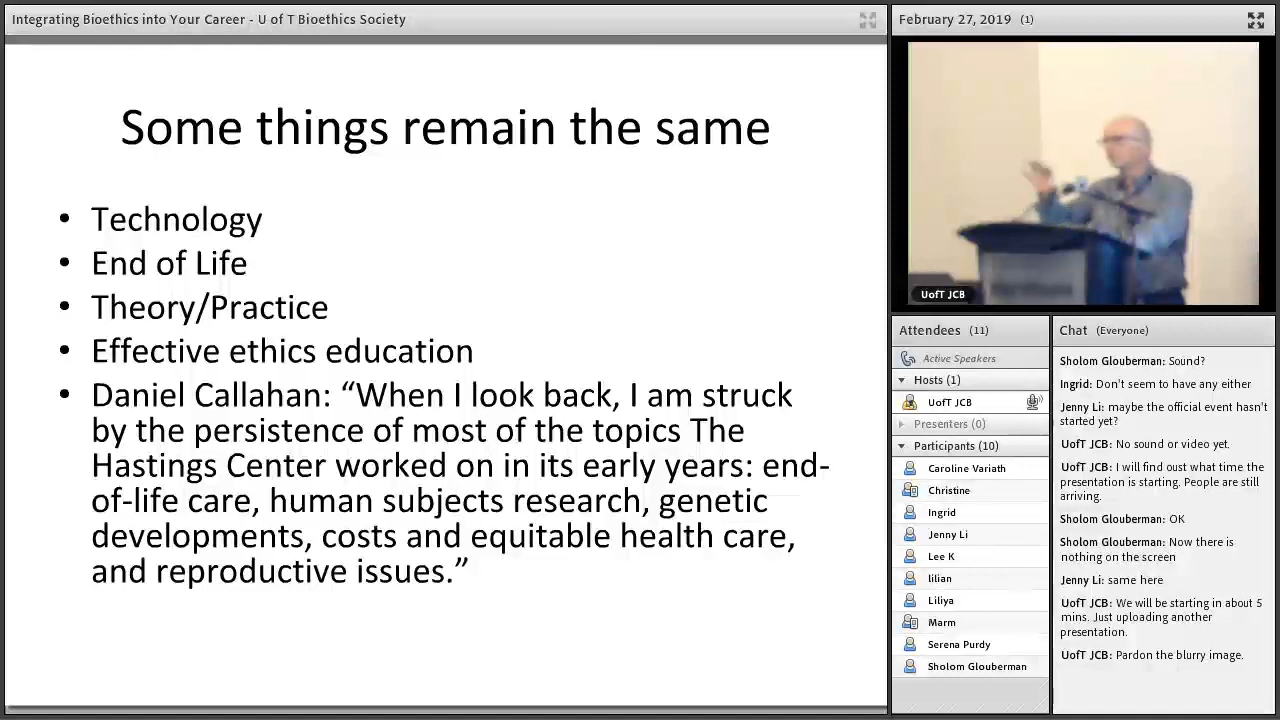 Integrating Bioethics into Your Career - U of T Bioethics Society
Some things remain the same
• Technology
• End of Life
• Theory/Practice
• Effective ethics education
• Daniel Callahan: “When I look back, I am struck
by the persistence of most of the topics The
Hastings Center worked on in its early years: end-
of-life care, human subjects research, genetic
developments, costs and equitable health care,
and reproductive issues.”
February 27, 2019 (1)
UofT JCB
Attendees (11)
Active Speakers
Hosts (1)
UofT JCB
Presenters (0)
Participants (10)
Caroline Variath
Christine
Ingrid
Jenny Li
Lee K
lilian
Liliya
Marm
Serena Purdy
Sholom Glouberman
Chat (Everyone)
Sholom Glouberman: Sound?
Ingrid: Don't seem to have any either
Jenny Li: maybe the official event hasn't
started yet?
UofT JCB: No sound or video yet.
UofT JCB: I will find oust what time the
presentation is starting. People are still
arriving.
Sholom Glouberman: OK
Sholom Glouberman: Now there is
nothing on the screen
Jenny Li: same here
UofT JCB: We will be starting in about 5
mins. Just uploading another
presentation.
UofT JCB: Pardon the blurry image.